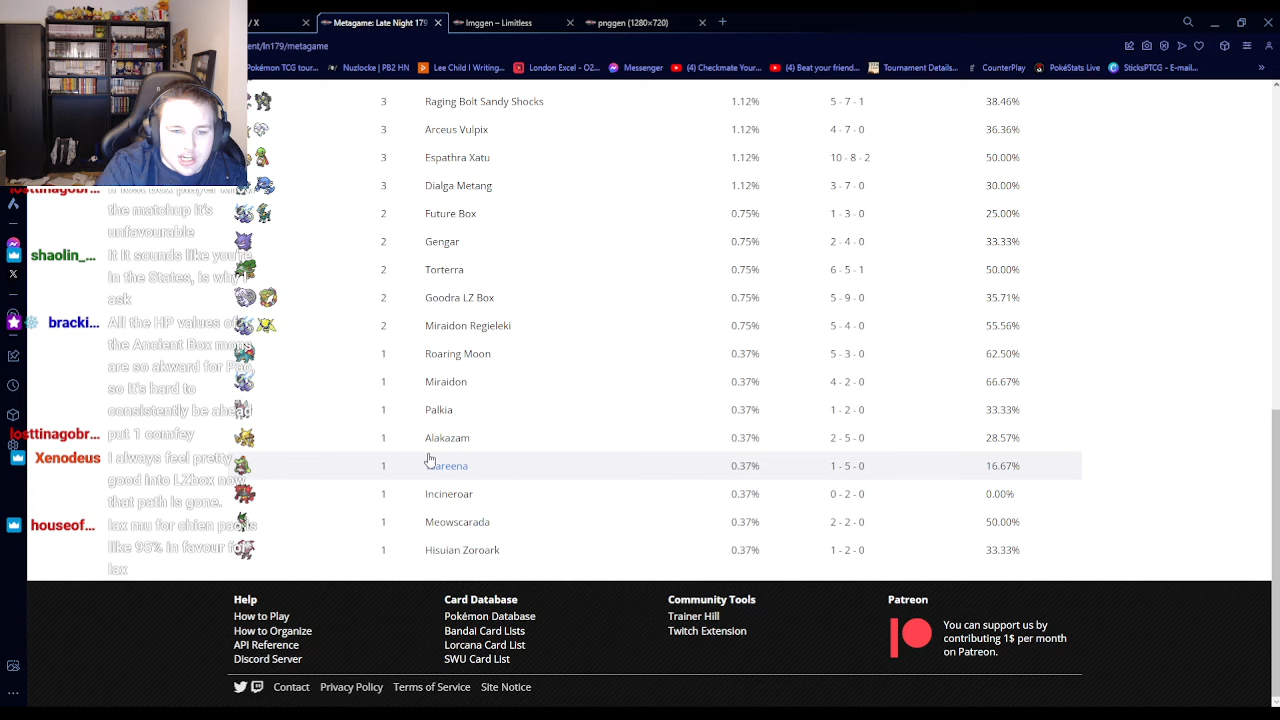 / X
Metagame: Late Night 179
Imggen – Limitless
pnggen (1280×720)
ent/ln179/metagame
Pokémon TCG tour...
Nuzlocke | PB2 HN
Lee Child | Writing...
London Excel - O2...
Messenger
(4) Checkmate Your...
(4) Beat your friend...
Tournament Details...
CounterPlay
PokéStats Live
SticksPTCG - E-mail...
3 Raging Bolt Sandy Shocks 1.12% 5 - 7 - 1 38.46%
3 Arceus Vulpix 1.12% 4 - 7 - 0 36.36%
3 Espathra Xatu 1.12% 10 - 8 - 2 50.00%
3 Dialga Metang 1.12% 3 - 7 - 0 30.00%
2 Future Box 0.75% 1 - 3 - 0 25.00%
2 Gengar 0.75% 2 - 4 - 0 33.33%
2 Torterra 0.75% 6 - 5 - 1 50.00%
2 Goodra LZ Box 0.75% 5 - 9 - 0 35.71%
2 Miraidon Regieleki 0.75% 5 - 4 - 0 55.56%
1 Roaring Moon 0.37% 5 - 3 - 0 62.50%
1 Miraidon 0.37% 4 - 2 - 0 66.67%
1 Palkia 0.37% 1 - 2 - 0 33.33%
1 Alakazam 0.37% 2 - 5 - 0 28.57%
1 areena 0.37% 1 - 5 - 0 16.67%
1 Incineroar 0.37% 0 - 2 - 0 0.00%
1 Meowscarada 0.37% 2 - 2 - 0 50.00%
1 Hisuian Zoroark 0.37% 1 - 2 - 0 33.33%
losttinagobr...
the matchup it's
unfavourable
shaolin_... It It sounds like you're
in the States, is why I
ask
bracki... All the HP values of
the Ancient Box mons
are so akward for Pao,
so it's hard to
consistently be ahead
losttinagobr... put 1 comfey
Xenodeus I always feel pretty
good into LZbox now
that path is gone.
houseof... lax mu for chien pao is
like 95% in favour for
lax
Help
How to Play
How to Organize
API Reference
Discord Server
Card Database
Pokémon Database
Bandai Card Lists
Lorcana Card List
SWU Card List
Community Tools
Trainer Hill
Twitch Extension
Patreon
You can support us by
contributing 1$ per month
on Patreon.
Contact
Privacy Policy
Terms of Service
Site Notice